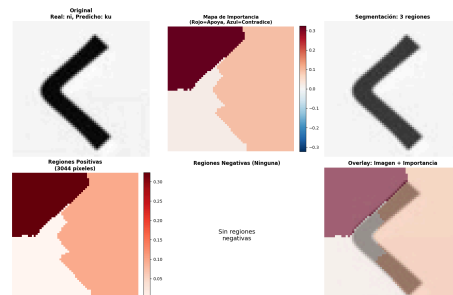 Original
Real: ni, Predicho: ku
Mapa de Importancia
(Rojo=Apoya, Azul=Contradice)
Segmentación: 3 regiones
0.3
0.2
0.1
0.0
−0.1
−0.2
−0.3
Regiones Positivas
(3044 píxeles)
Regiones Negativas (Ninguna)
Overlay: Imagen + Importancia
0.30
0.25
0.20
0.15
0.10
0.05
Sin regiones
negativas